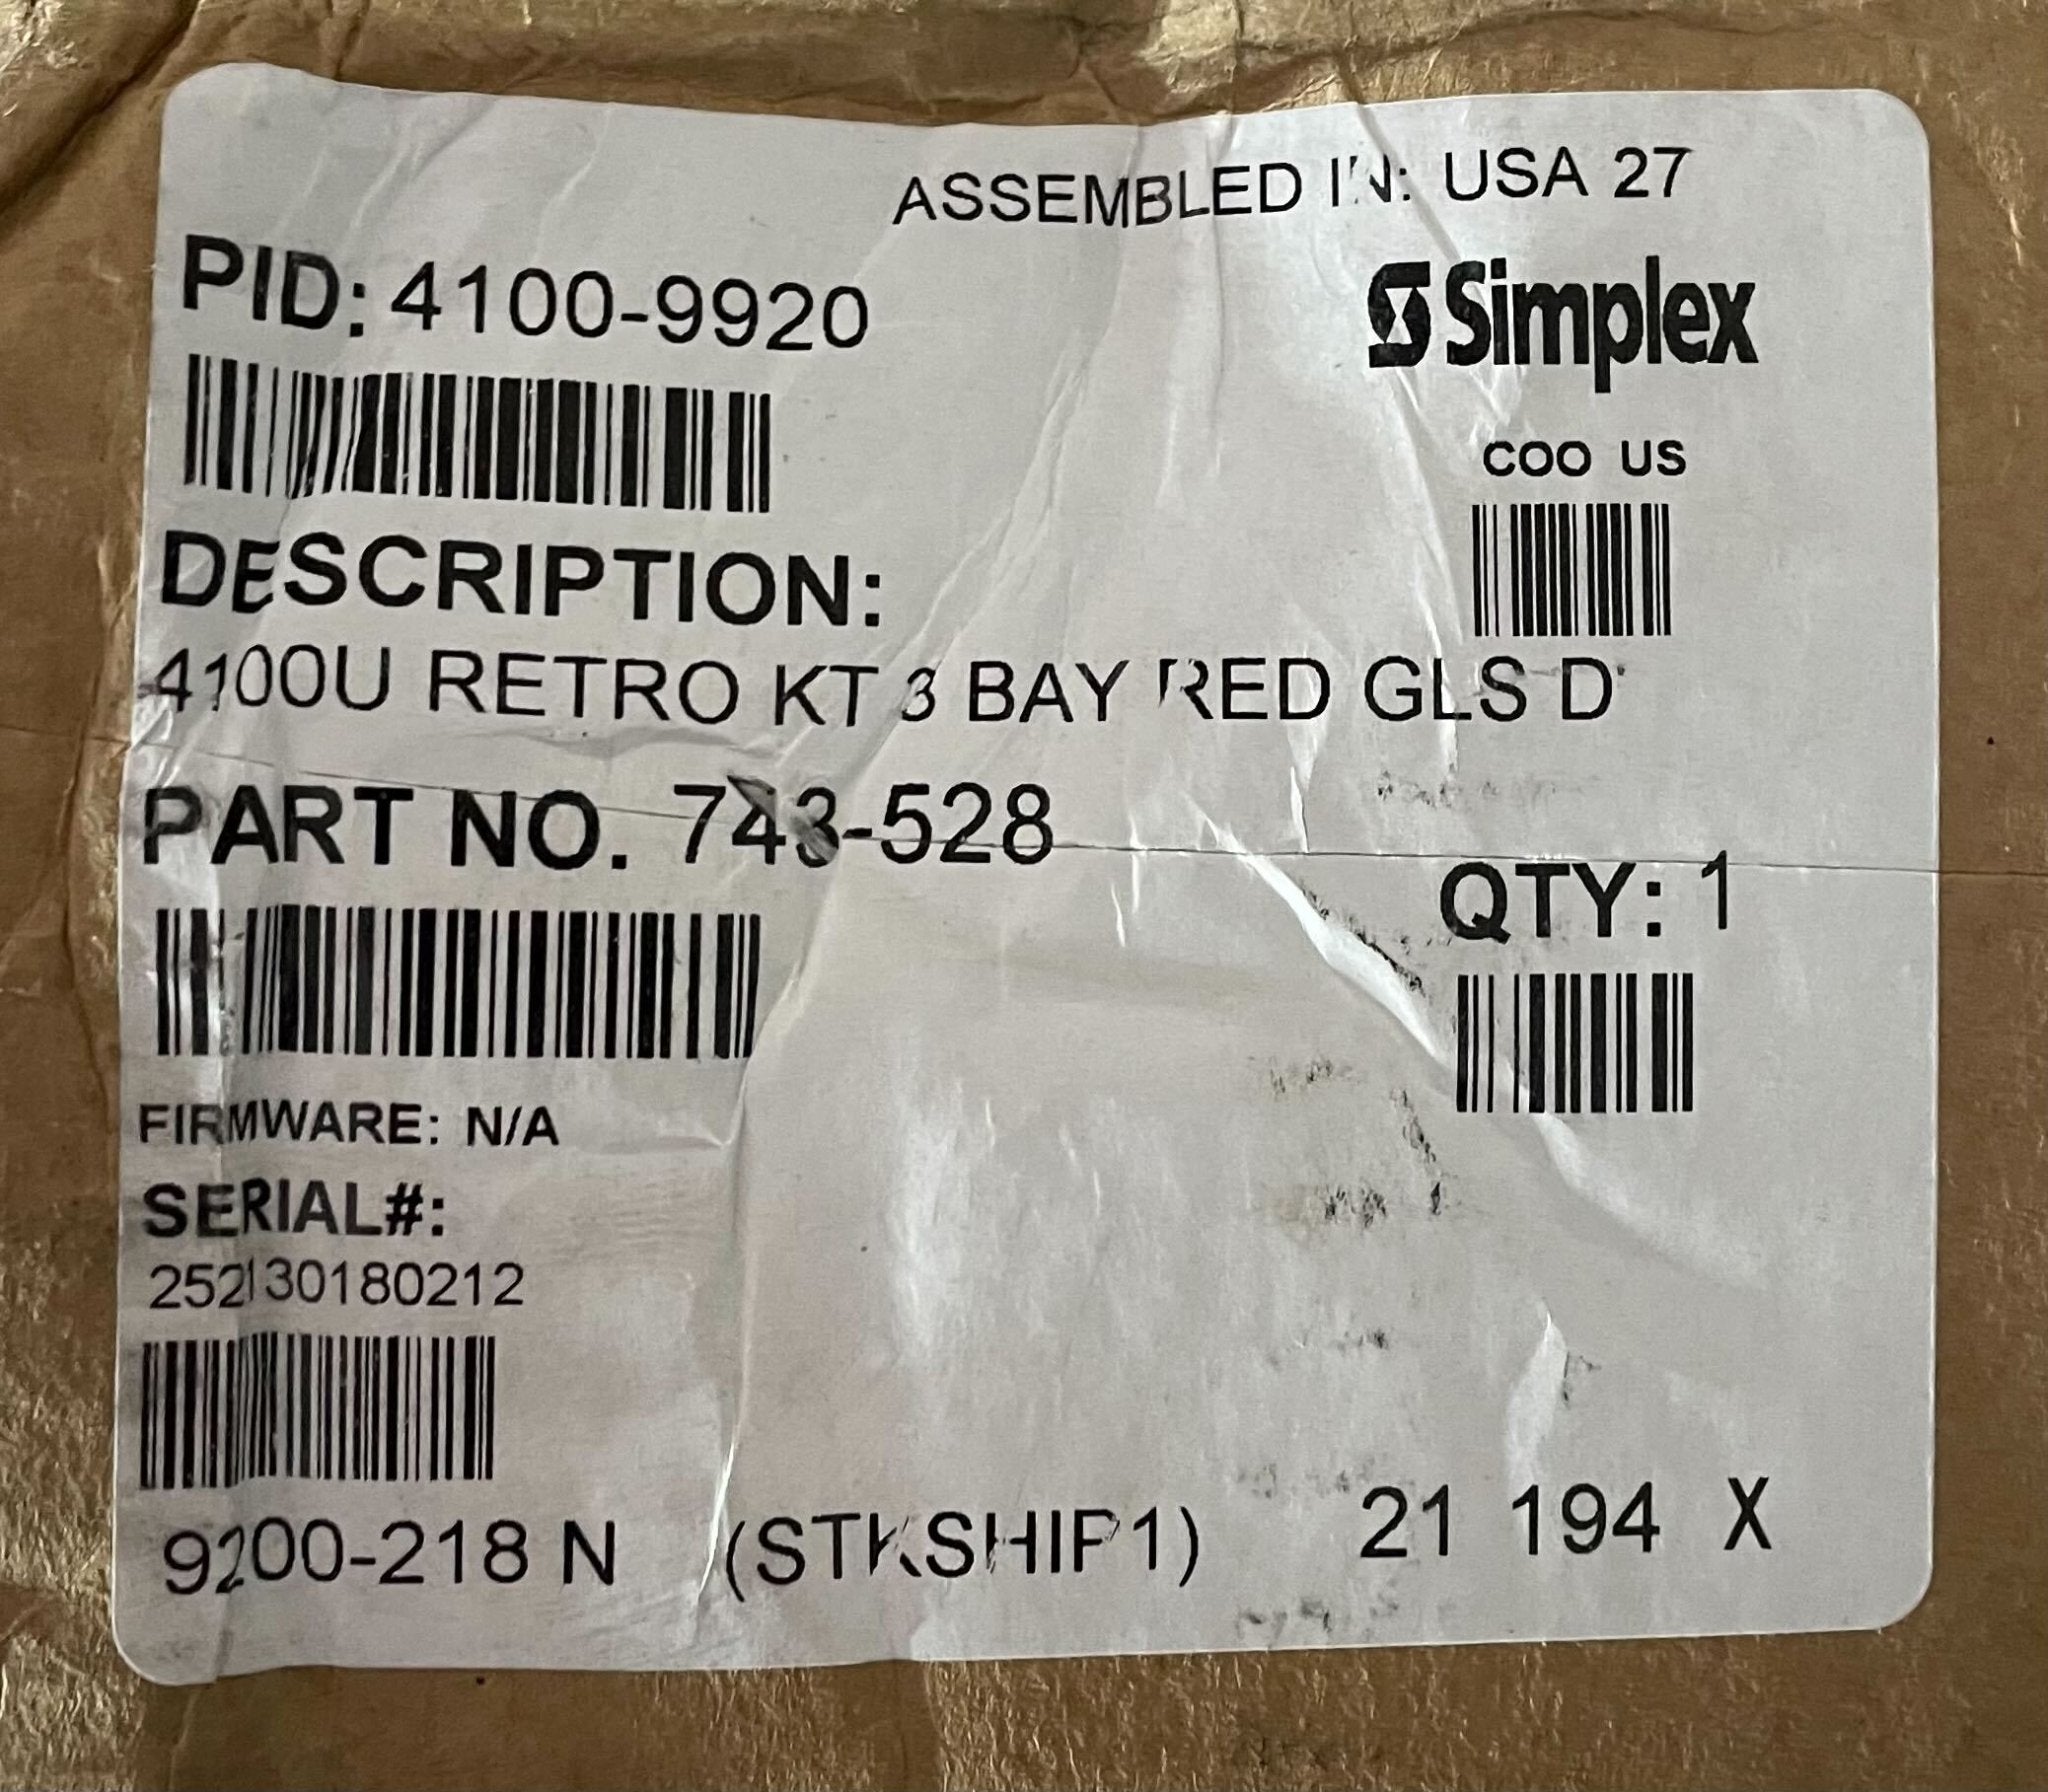 ASSEMBLED IN: USA 27
PID: 4100-9920
Simplex
COO US
DESCRIPTION:
4100U RETRO KT 3 BAY RED GLS D
PART NO. 743-528
QTY: 1
FIRMWARE: N/A
SERIAL#:
252130180212
9200-218 N (STKSHIP1) 21 194 X